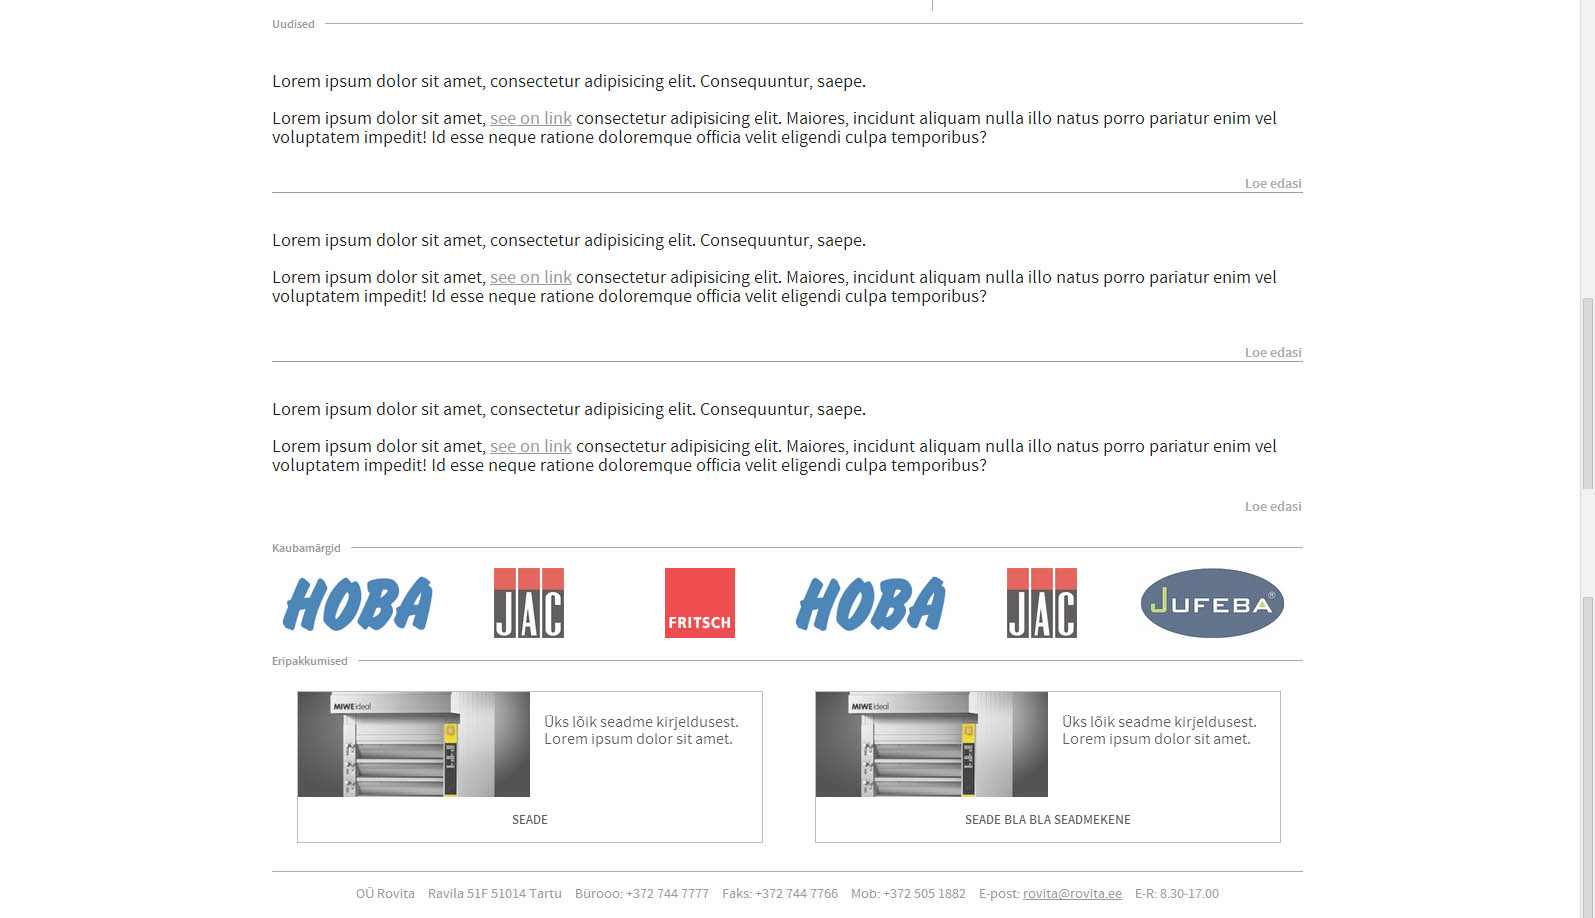 Uudised
Lorem ipsum dolor sit amet, consectetur adipisicing elit. Consequuntur, saepe.
Lorem ipsum dolor sit amet, see on link consectetur adipisicing elit. Maiores, incidunt aliquam nulla illo natus porro pariatur enim vel
voluptatem impedit! Id esse neque ratione doloremque officia velit eligendi culpa temporibus?
Loe edasi
Lorem ipsum dolor sit amet, consectetur adipisicing elit. Consequuntur, saepe.
Lorem ipsum dolor sit amet, see on link consectetur adipisicing elit. Maiores, incidunt aliquam nulla illo natus porro pariatur enim vel
voluptatem impedit! Id esse neque ratione doloremque officia velit eligendi culpa temporibus?
Loe edasi
Lorem ipsum dolor sit amet, consectetur adipisicing elit. Consequuntur, saepe.
Lorem ipsum dolor sit amet, see on link consectetur adipisicing elit. Maiores, incidunt aliquam nulla illo natus porro pariatur enim vel
voluptatem impedit! Id esse neque ratione doloremque officia velit eligendi culpa temporibus?
Loe edasi
Kaubamärgid
HOBA JAC FRITSCH HOBA JAC JUFEBA®
Eripakkumised
MIWE ideal
Üks lõik seadme kirjeldusest.
Lorem ipsum dolor sit amet.
SEADE
MIWE ideal
Üks lõik seadme kirjeldusest.
Lorem ipsum dolor sit amet.
SEADE BLA BLA SEADMEKENE
OÜ Rovita Ravila 51F 51014 Tartu Bürooo: +372 744 7777 Faks: +372 744 7766 Mob: +372 505 1882 E-post: rovita@rovita.ee E-R: 8.30-17.00